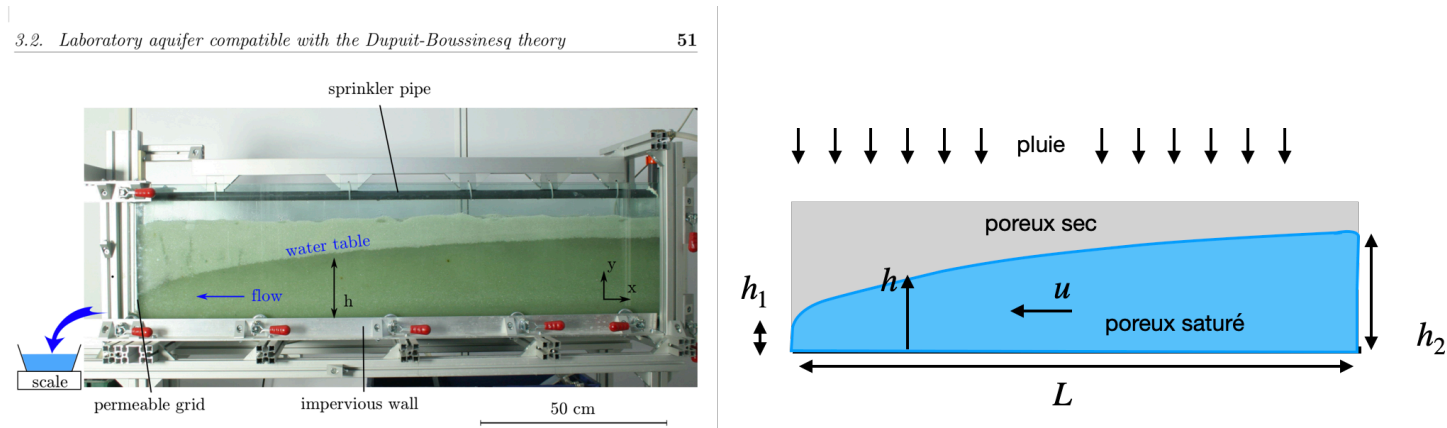 3.2. Laboratory aquifer compatible with the Dupuit-Boussinesq theory 51
sprinkler pipe
water table
flow
h
y
x
scale
permeable grid
impervious wall
50 cm
pluie
poreux sec
h
h₁
u
poreux saturé
h₂
L